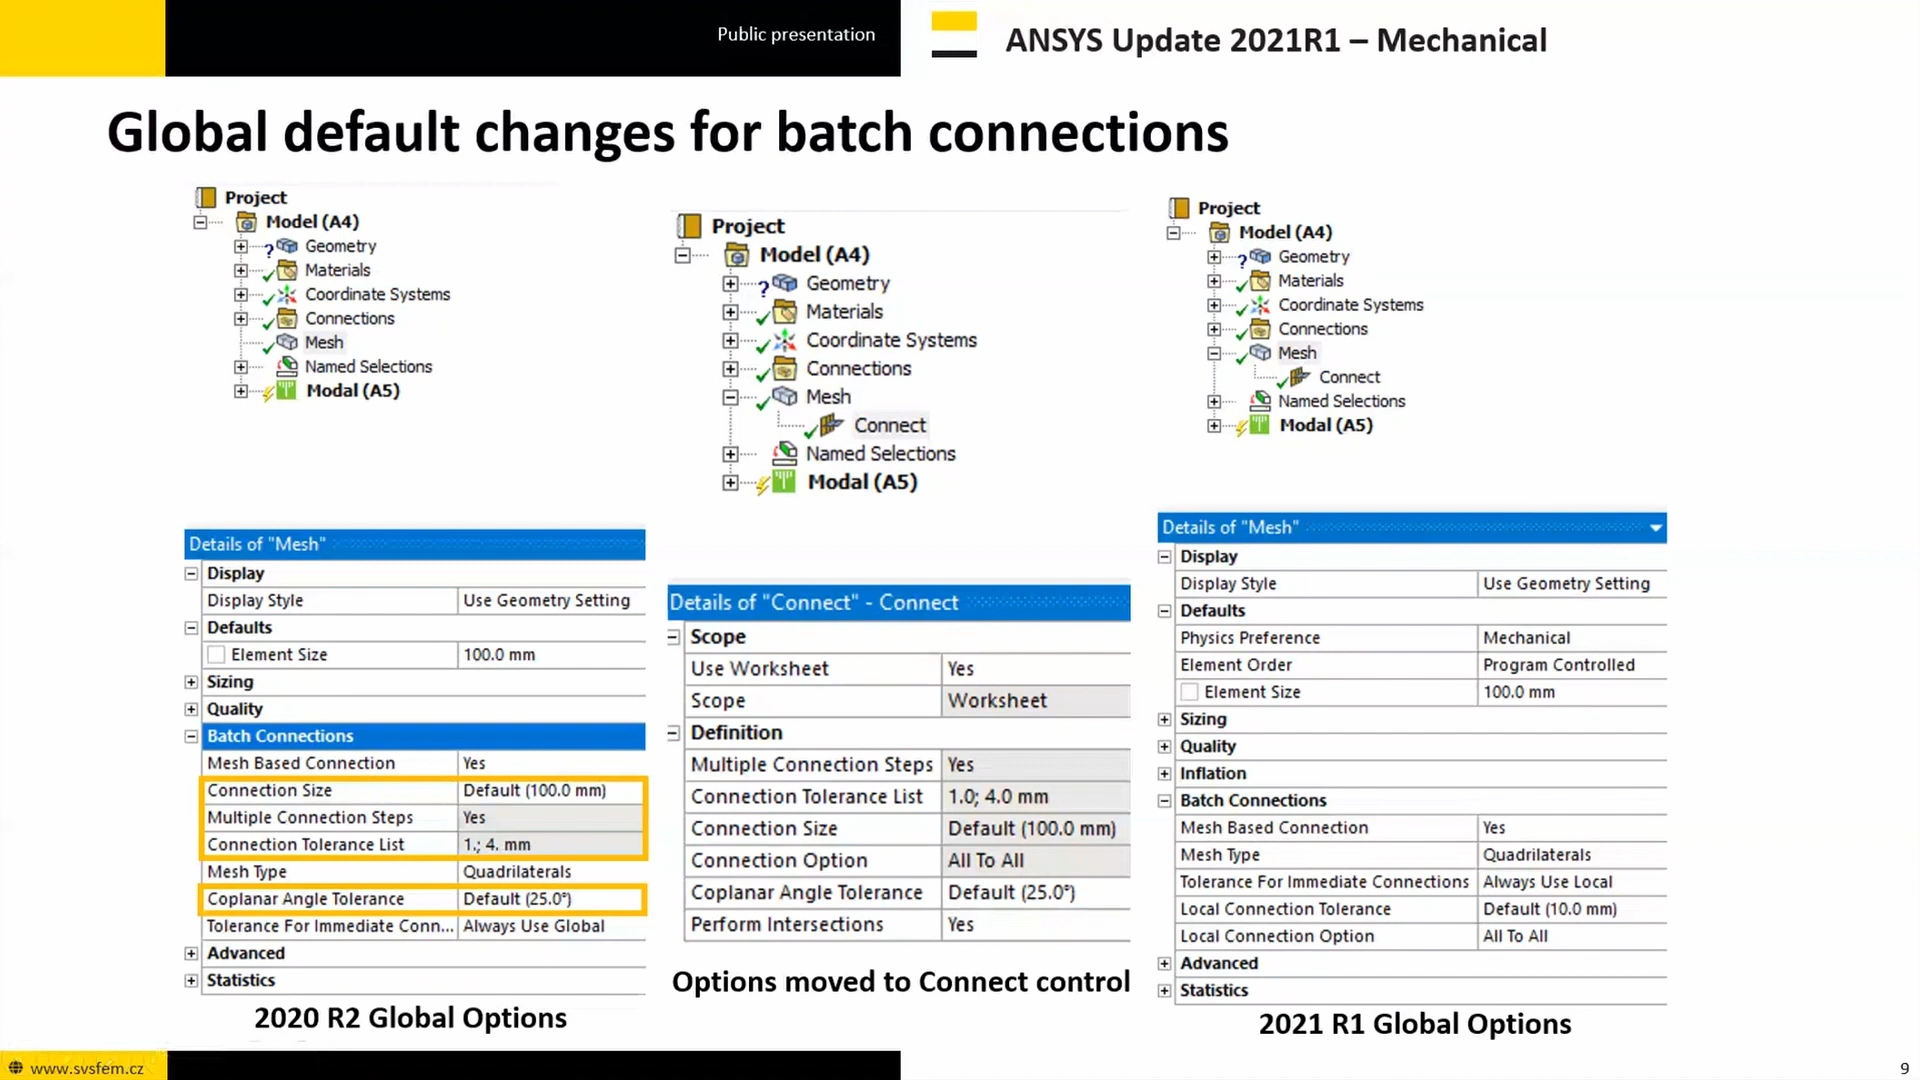 Public presentation
ANSYS Update 2021R1 – Mechanical
Global default changes for batch connections
Project
Model (A4)
Geometry
Materials
Coordinate Systems
Connections
Mesh
Named Selections
Modal (A5)
Details of "Mesh"
Display
Display Style Use Geometry Setting
Defaults
Element Size 100.0 mm
Sizing
Quality
Batch Connections
Mesh Based Connection Yes
Connection Size Default (100.0 mm)
Multiple Connection Steps Yes
Connection Tolerance List 1.; 4. mm
Mesh Type Quadrilaterals
Coplanar Angle Tolerance Default (25.0°)
Tolerance For Immediate Conn... Always Use Global
Advanced
Statistics
2020 R2 Global Options
Project
Model (A4)
Geometry
Materials
Coordinate Systems
Connections
Mesh
Connect
Named Selections
Modal (A5)
Details of "Connect" - Connect
Scope
Use Worksheet Yes
Scope Worksheet
Definition
Multiple Connection Steps Yes
Connection Tolerance List 1.0; 4.0 mm
Connection Size Default (100.0 mm)
Connection Option All To All
Coplanar Angle Tolerance Default (25.0°)
Perform Intersections Yes
Options moved to Connect control
Project
Model (A4)
Geometry
Materials
Coordinate Systems
Connections
Mesh
Connect
Named Selections
Modal (A5)
Details of "Mesh"
Display
Display Style Use Geometry Setting
Defaults
Physics Preference Mechanical
Element Order Program Controlled
Element Size 100.0 mm
Sizing
Quality
Inflation
Batch Connections
Mesh Based Connection Yes
Mesh Type Quadrilaterals
Tolerance For Immediate Connections Always Use Local
Local Connection Tolerance Default (10.0 mm)
Local Connection Option All To All
Advanced
Statistics
2021 R1 Global Options
www.svsfem.cz
9